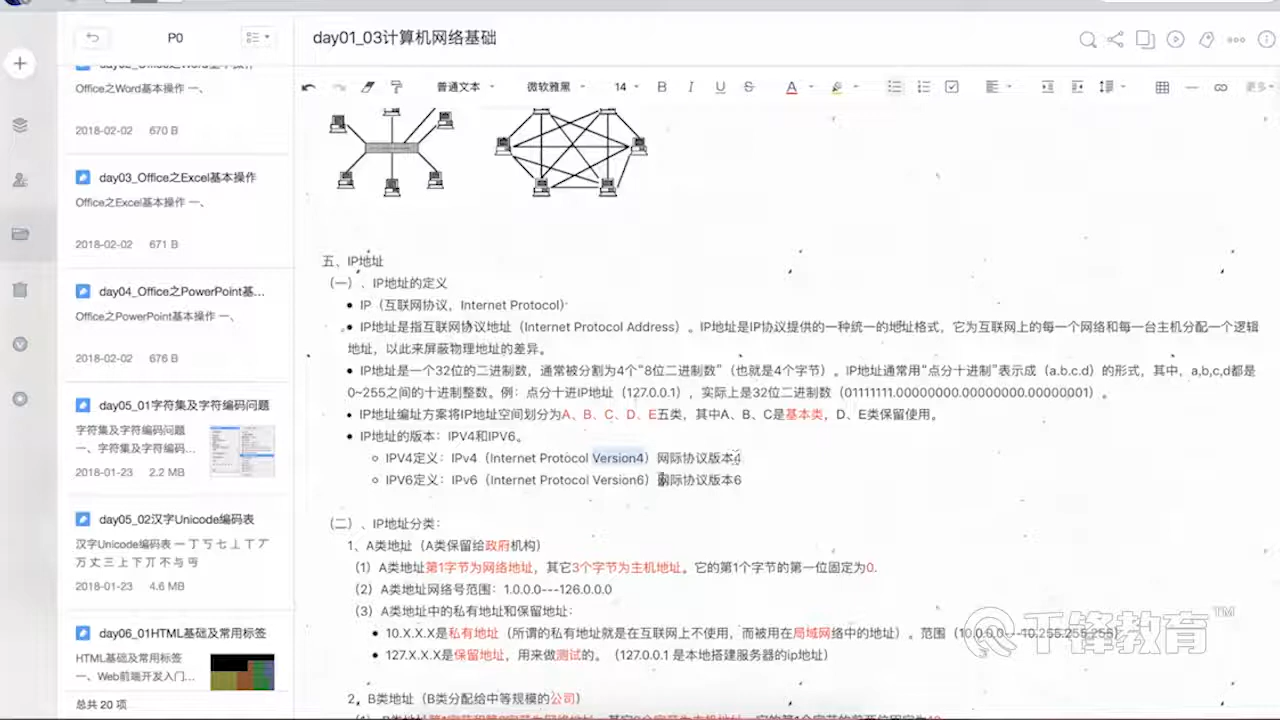 P0
day01_03计算机网络基础
Office之Word基本操作 一、
2018-02-02 670 B
day03_Office之Excel基本操作
Office之Excel基本操作 一、
2018-02-02 671 B
day04_Office之PowerPoint基...
Office之PowerPoint基本操作 一、
2018-02-02 676 B
day05_01字符集及字符编码问题
字符集及字符编码问题
一、字符集及字符编码...
2018-01-23 2.2 MB
day05_02汉字Unicode编码表
汉字Unicode编码表 一 丁 丂 七 丄 丅 丆
万 丈 三 上 下 丌 不 与 丏
2018-01-23 4.6 MB
day06_01HTML基础及常用标签
HTML基础及常用标签
一、Web前端开发入门...
总共 20 项
普通文本 微软雅黑 14 B I U S A 更多
五、IP地址
（一）、IP地址的定义
IP（互联网协议，Internet Protocol）
IP地址是指互联网协议地址（Internet Protocol Address）。IP地址是IP协议提供的一种统一的地址格式，它为互联网上的每一个网络和每一台主机分配一个逻辑
地址，以此来屏蔽物理地址的差异。
IP地址是一个32位的二进制数，通常被分割为4个“8位二进制数”（也就是4个字节）。IP地址通常用“点分十进制”表示成（a.b.c.d）的形式，其中，a,b,c,d都是
0~255之间的十进制整数。例：点分十进IP地址（127.0.0.1），实际上是32位二进制数（01111111.00000000.00000000.00000001）。
IP地址编址方案将IP地址空间划分为A、B、C、D、E五类，其中A、B、C是基本类，D、E类保留使用。
IP地址的版本：IPV4和IPV6。
IPV4定义：IPv4（Internet Protocol Version4）网际协议版本4
IPV6定义：IPv6（Internet Protocol Version6）网际协议版本6
（二）、IP地址分类：
1、A类地址（A类保留给政府机构）
（1）A类地址第1字节为网络地址，其它3个字节为主机地址。它的第1个字节的第一位固定为0.
（2）A类地址网络号范围：1.0.0.0---126.0.0.0
（3）A类地址中的私有地址和保留地址：
10.X.X.X是私有地址（所谓的私有地址就是在互联网上不使用，而被用在局域网络中的地址）。范围（10.0.0.0---10.255.255.255）
127.X.X.X是保留地址，用来做测试的。（127.0.0.1 是本地搭建服务器的ip地址）
2、B类地址（B类分配给中等规模的公司）
千锋教育TM